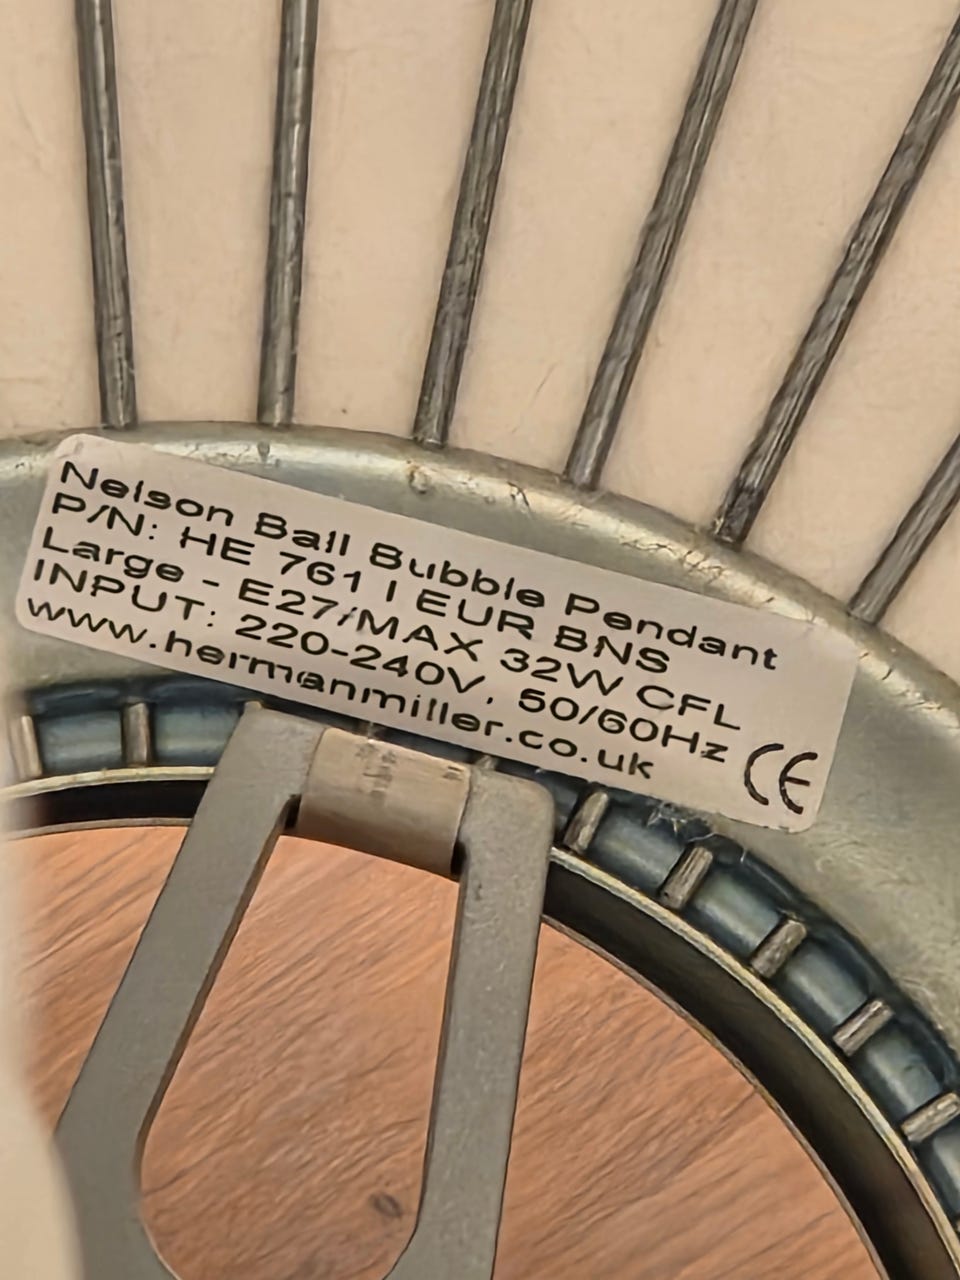 Nelson Ball Bubble Pendant
P/N: HE 761 I EUR BNS
Large - E27/MAX 32W CFL
INPUT: 220-240V, 50/60Hz
www.hermanmiller.co.uk
CE